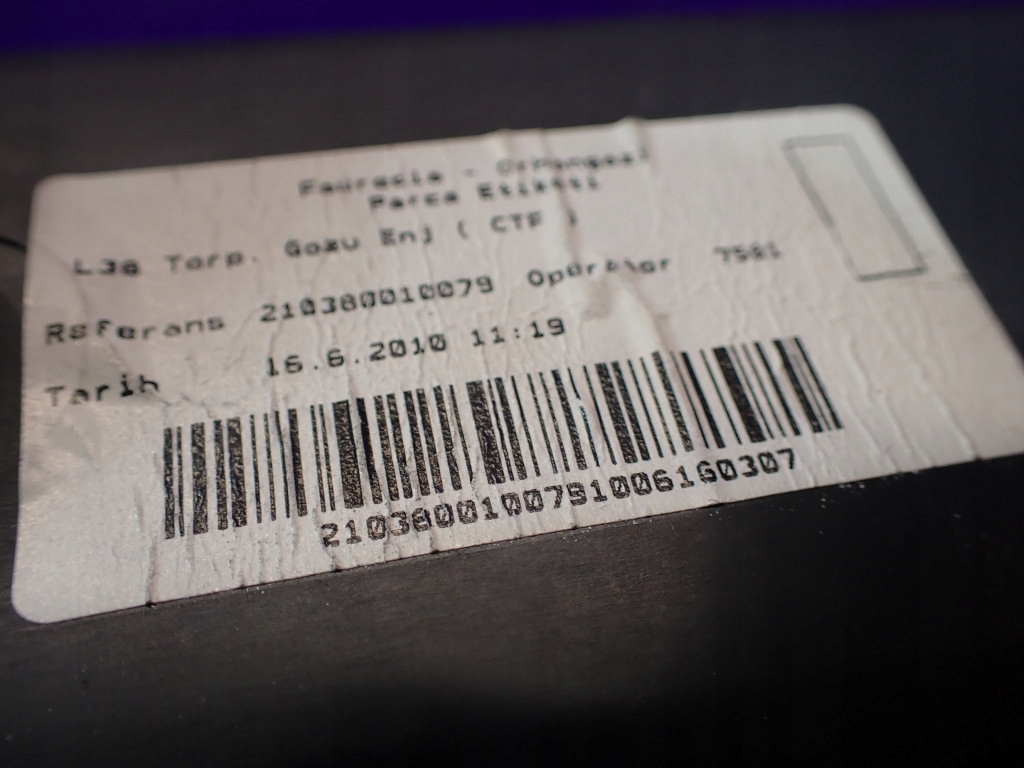 Faurecia - Orhangazi
Parca Etiketi
L38 Torp. Gozu Enj ( CTF )
Referans 210380010079 Operator 7581
Tarih 16.6.2010 11:19
21038001007910061G0307